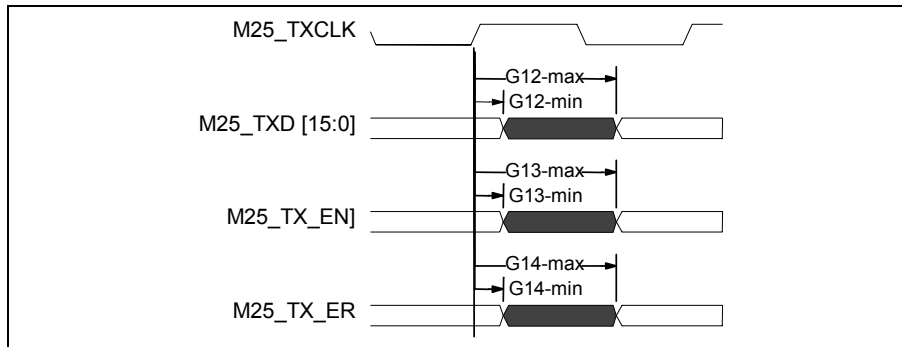 M25_TXCLK
G12-max
G12-min
M25_TXD [15:0]
G13-max
G13-min
M25_TX_EN]
G14-max
G14-min
M25_TX_ER